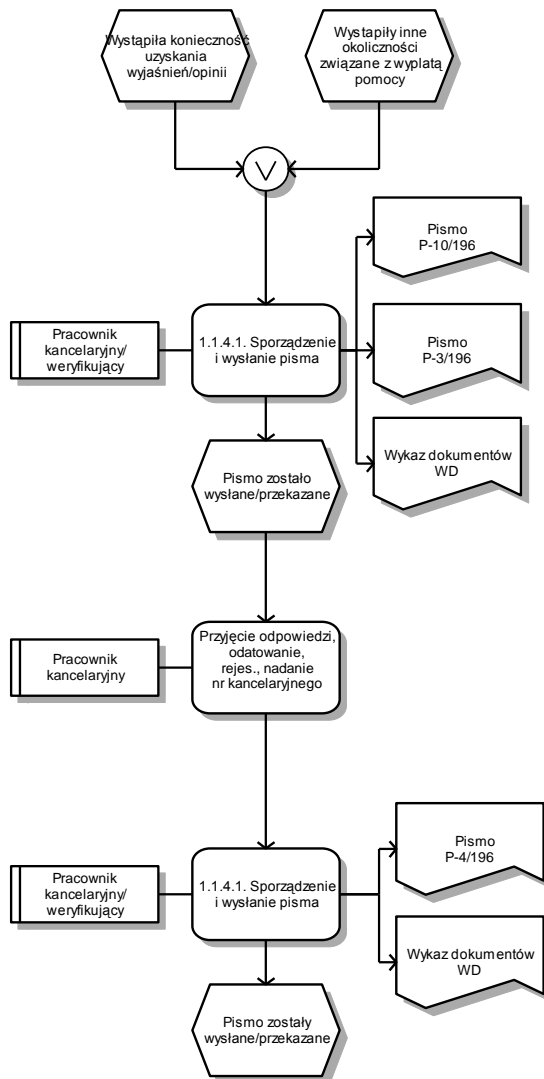 Wystąpiła konieczność
uzyskania
wyjaśnień/opinii
Wystapiły inne
okoliczności
związane z wyplatą
pomocy
V
Pismo
P-10/196
Pracownik
kancelaryjny/
weryfikujący
1.1.4.1. Sporządzenie
i wysłanie pisma
Pismo
P-3/196
Wykaz dokumentów
WD
Pismo zostało
wysłane/przekazane
Pracownik
kancelaryjny
Przyjęcie odpowiedzi,
odatowanie,
rejes., nadanie
nr kancelaryjnego
Pismo
P-4/196
Pracownik
kancelaryjny/
weryfikujący
1.1.4.1. Sporządzenie
i wysłanie pisma
Wykaz dokumentów
WD
Pismo zostały
wysłane/przekazane